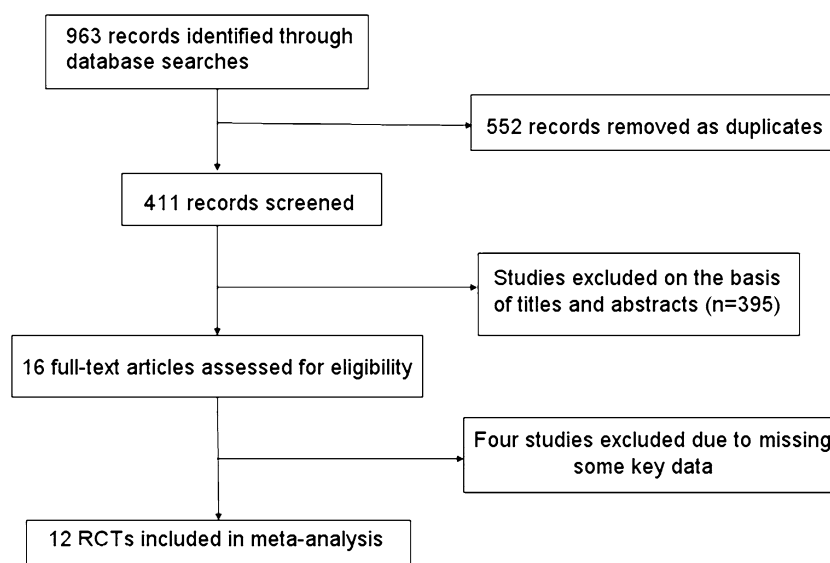 963 records identified through
database searches
552 records removed as duplicates
411 records screened
Studies excluded on the basis
of titles and abstracts (n=395)
16 full-text articles assessed for eligibility
Four studies excluded due to missing
some key data
12 RCTs included in meta-analysis